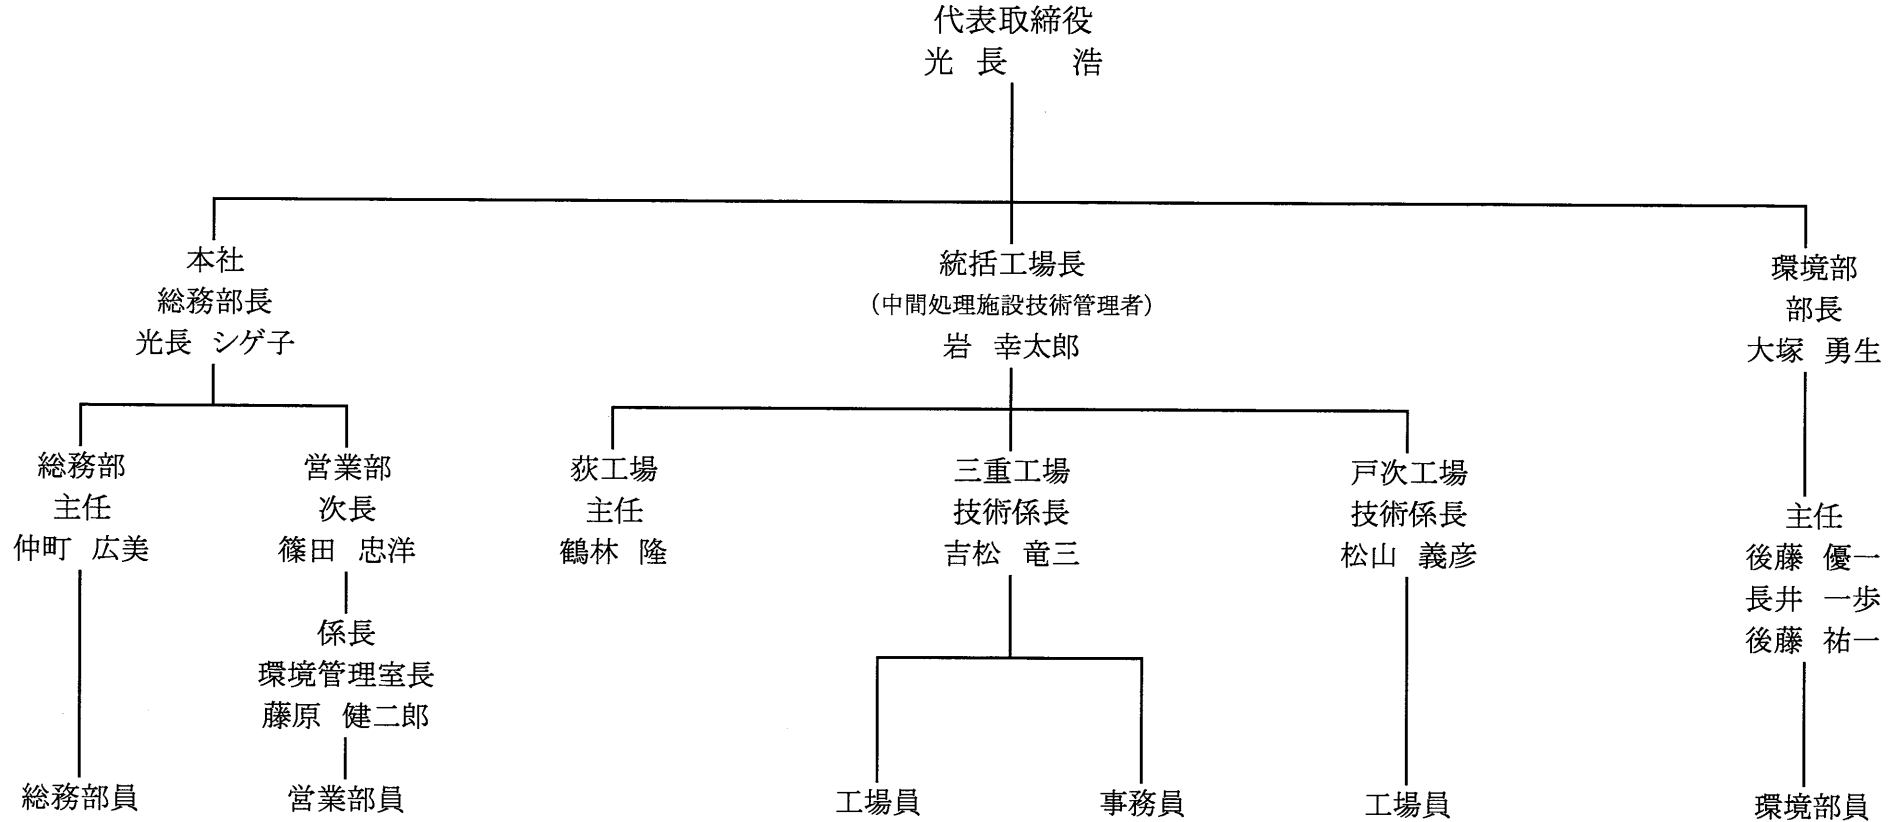 代表取締役
光長　浩
本社
総務部長
光長 シゲ子
統括工場長
（中間処理施設技術管理者）
岩 幸太郎
環境部
部長
大塚 勇生
総務部
主任
仲町 広美
営業部
次長
篠田 忠洋
係長
環境管理室長
藤原 健二郎
荻工場
主任
鶴林 隆
三重工場
技術係長
吉松 竜三
戸次工場
技術係長
松山 義彦
主任
後藤 優一
長井 一歩
後藤 祐一
総務部員
営業部員
工場員
事務員
工場員
環境部員